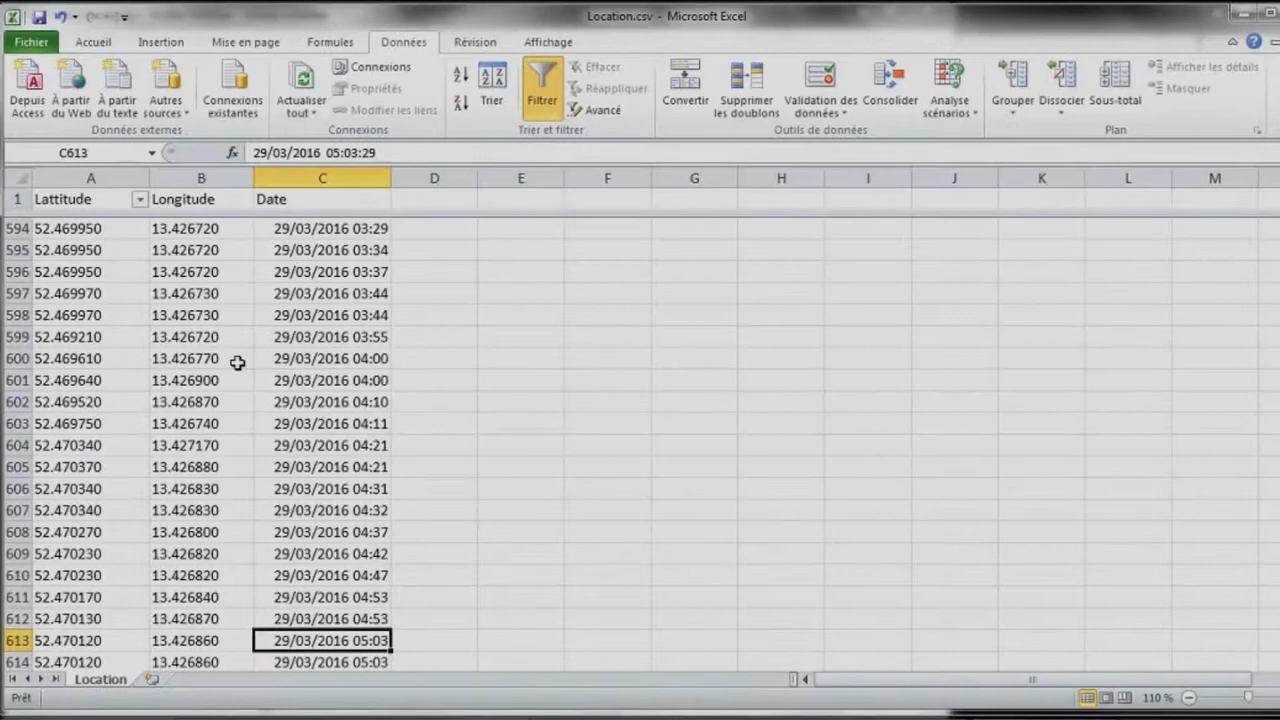 Location.csv - Microsoft Excel
Fichier Accueil Insertion Mise en page Formules Données Révision Affichage
Depuis Access
À partir du Web
À partir du texte
Autres sources
Connexions existantes
Données externes
Actualiser tout
Connexions
Propriétés
Modifier les liens
Connexions
Trier
Filtrer
Effacer
Réappliquer
Avancé
Trier et filtrer
Convertir
Supprimer les doublons
Validation des données
Consolider
Analyse scénarios
Outils de données
Grouper
Dissocier
Sous-total
Afficher les détails
Masquer
Plan
C613 fx 29/03/2016 05:03:29
A B C D E F G H I J K L M
1 Lattitude Longitude Date
594 52.469950 13.426720 29/03/2016 03:29
595 52.469950 13.426720 29/03/2016 03:34
596 52.469950 13.426720 29/03/2016 03:37
597 52.469970 13.426730 29/03/2016 03:44
598 52.469970 13.426730 29/03/2016 03:44
599 52.469210 13.426720 29/03/2016 03:55
600 52.469610 13.426770 29/03/2016 04:00
601 52.469640 13.426900 29/03/2016 04:00
602 52.469520 13.426870 29/03/2016 04:10
603 52.469750 13.426740 29/03/2016 04:11
604 52.470340 13.427170 29/03/2016 04:21
605 52.470370 13.426880 29/03/2016 04:21
606 52.470340 13.426830 29/03/2016 04:31
607 52.470340 13.426830 29/03/2016 04:32
608 52.470270 13.426800 29/03/2016 04:37
609 52.470230 13.426820 29/03/2016 04:42
610 52.470230 13.426820 29/03/2016 04:47
611 52.470170 13.426840 29/03/2016 04:53
612 52.470130 13.426870 29/03/2016 04:53
613 52.470120 13.426860 29/03/2016 05:03
614 52.470120 13.426860 29/03/2016 05:03
Location
Prêt 110 %